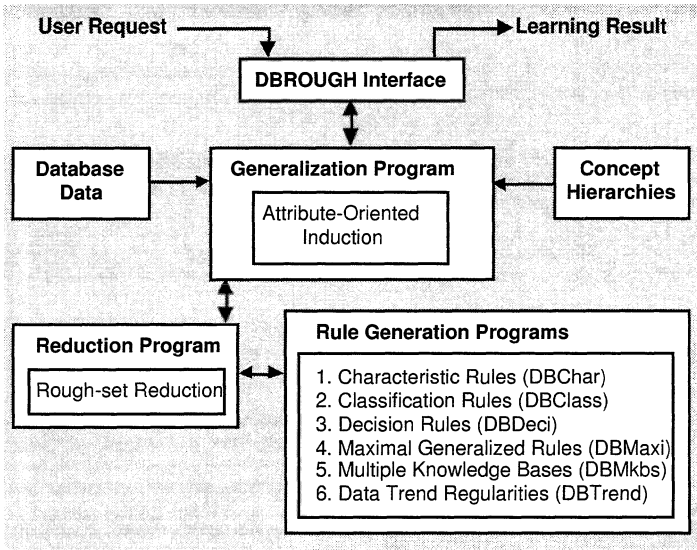 User Request
Learning Result
DBROUGH Interface
Database
Data
Generalization Program
Attribute-Oriented
Induction
Concept
Hierarchies
Reduction Program
Rough-set Reduction
Rule Generation Programs
1. Characteristic Rules (DBChar)
2. Classification Rules (DBClass)
3. Decision Rules (DBDeci)
4. Maximal Generalized Rules (DBMaxi)
5. Multiple Knowledge Bases (DBMkbs)
6. Data Trend Regularities (DBTrend)